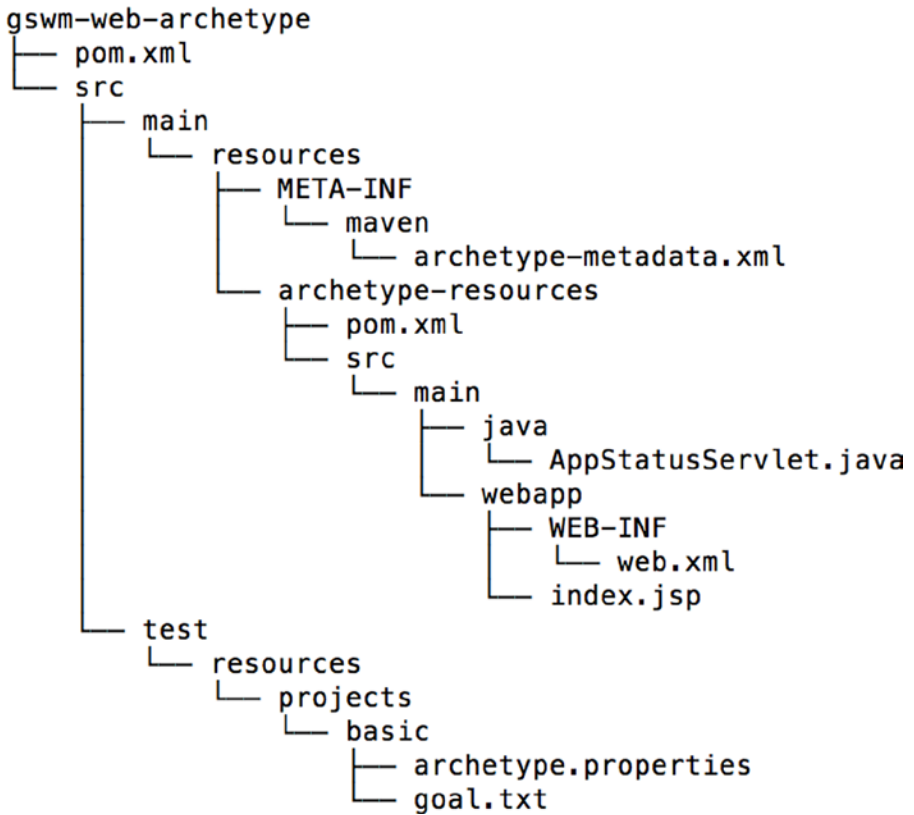 gswm-web-archetype
├── pom.xml
└── src
    ├── main
    │   └── resources
    │       ├── META-INF
    │       │   └── maven
    │       │       └── archetype-metadata.xml
    │       └── archetype-resources
    │           ├── pom.xml
    │           └── src
    │               └── main
    │                   ├── java
    │                   │   └── AppStatusServlet.java
    │                   └── webapp
    │                       ├── WEB-INF
    │                       │   └── web.xml
    │                       └── index.jsp
    └── test
        └── resources
            └── projects
                └── basic
                    ├── archetype.properties
                    └── goal.txt